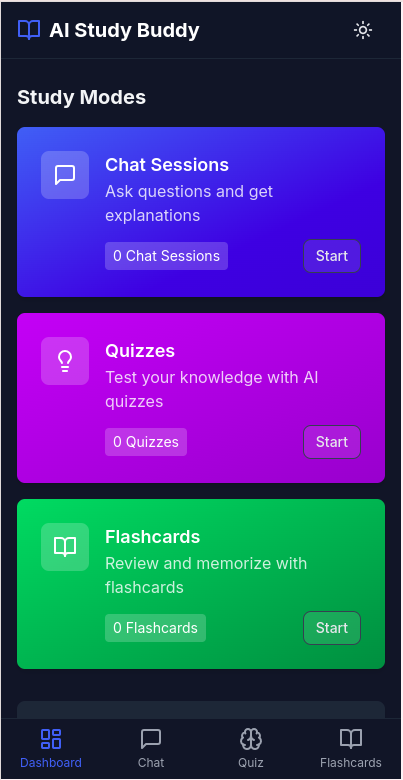 AI Study Buddy
Study Modes
Chat Sessions
Ask questions and get
explanations
0 Chat Sessions
Start
Quizzes
Test your knowledge with AI
quizzes
0 Quizzes
Start
Flashcards
Review and memorize with
flashcards
0 Flashcards
Start
Dashboard
Chat
Quiz
Flashcards